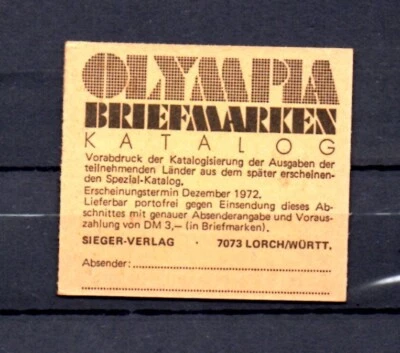 OLYMPIA
BRIEFMARKEN
KATALOG
Vorabdruck der Katalogisierung der Ausgaben der
teilnehmenden Länder aus dem später erscheinen-
den Spezial-Katalog.
Erscheinungstermin Dezember 1972.
Lieferbar portofrei gegen Einsendung dieses Ab-
schnittes mit genauer Absenderangabe und Voraus-
zahlung von DM 3,— (in Briefmarken).
SIEGER-VERLAG · 7073 LORCH/WÜRTT.
Absender: